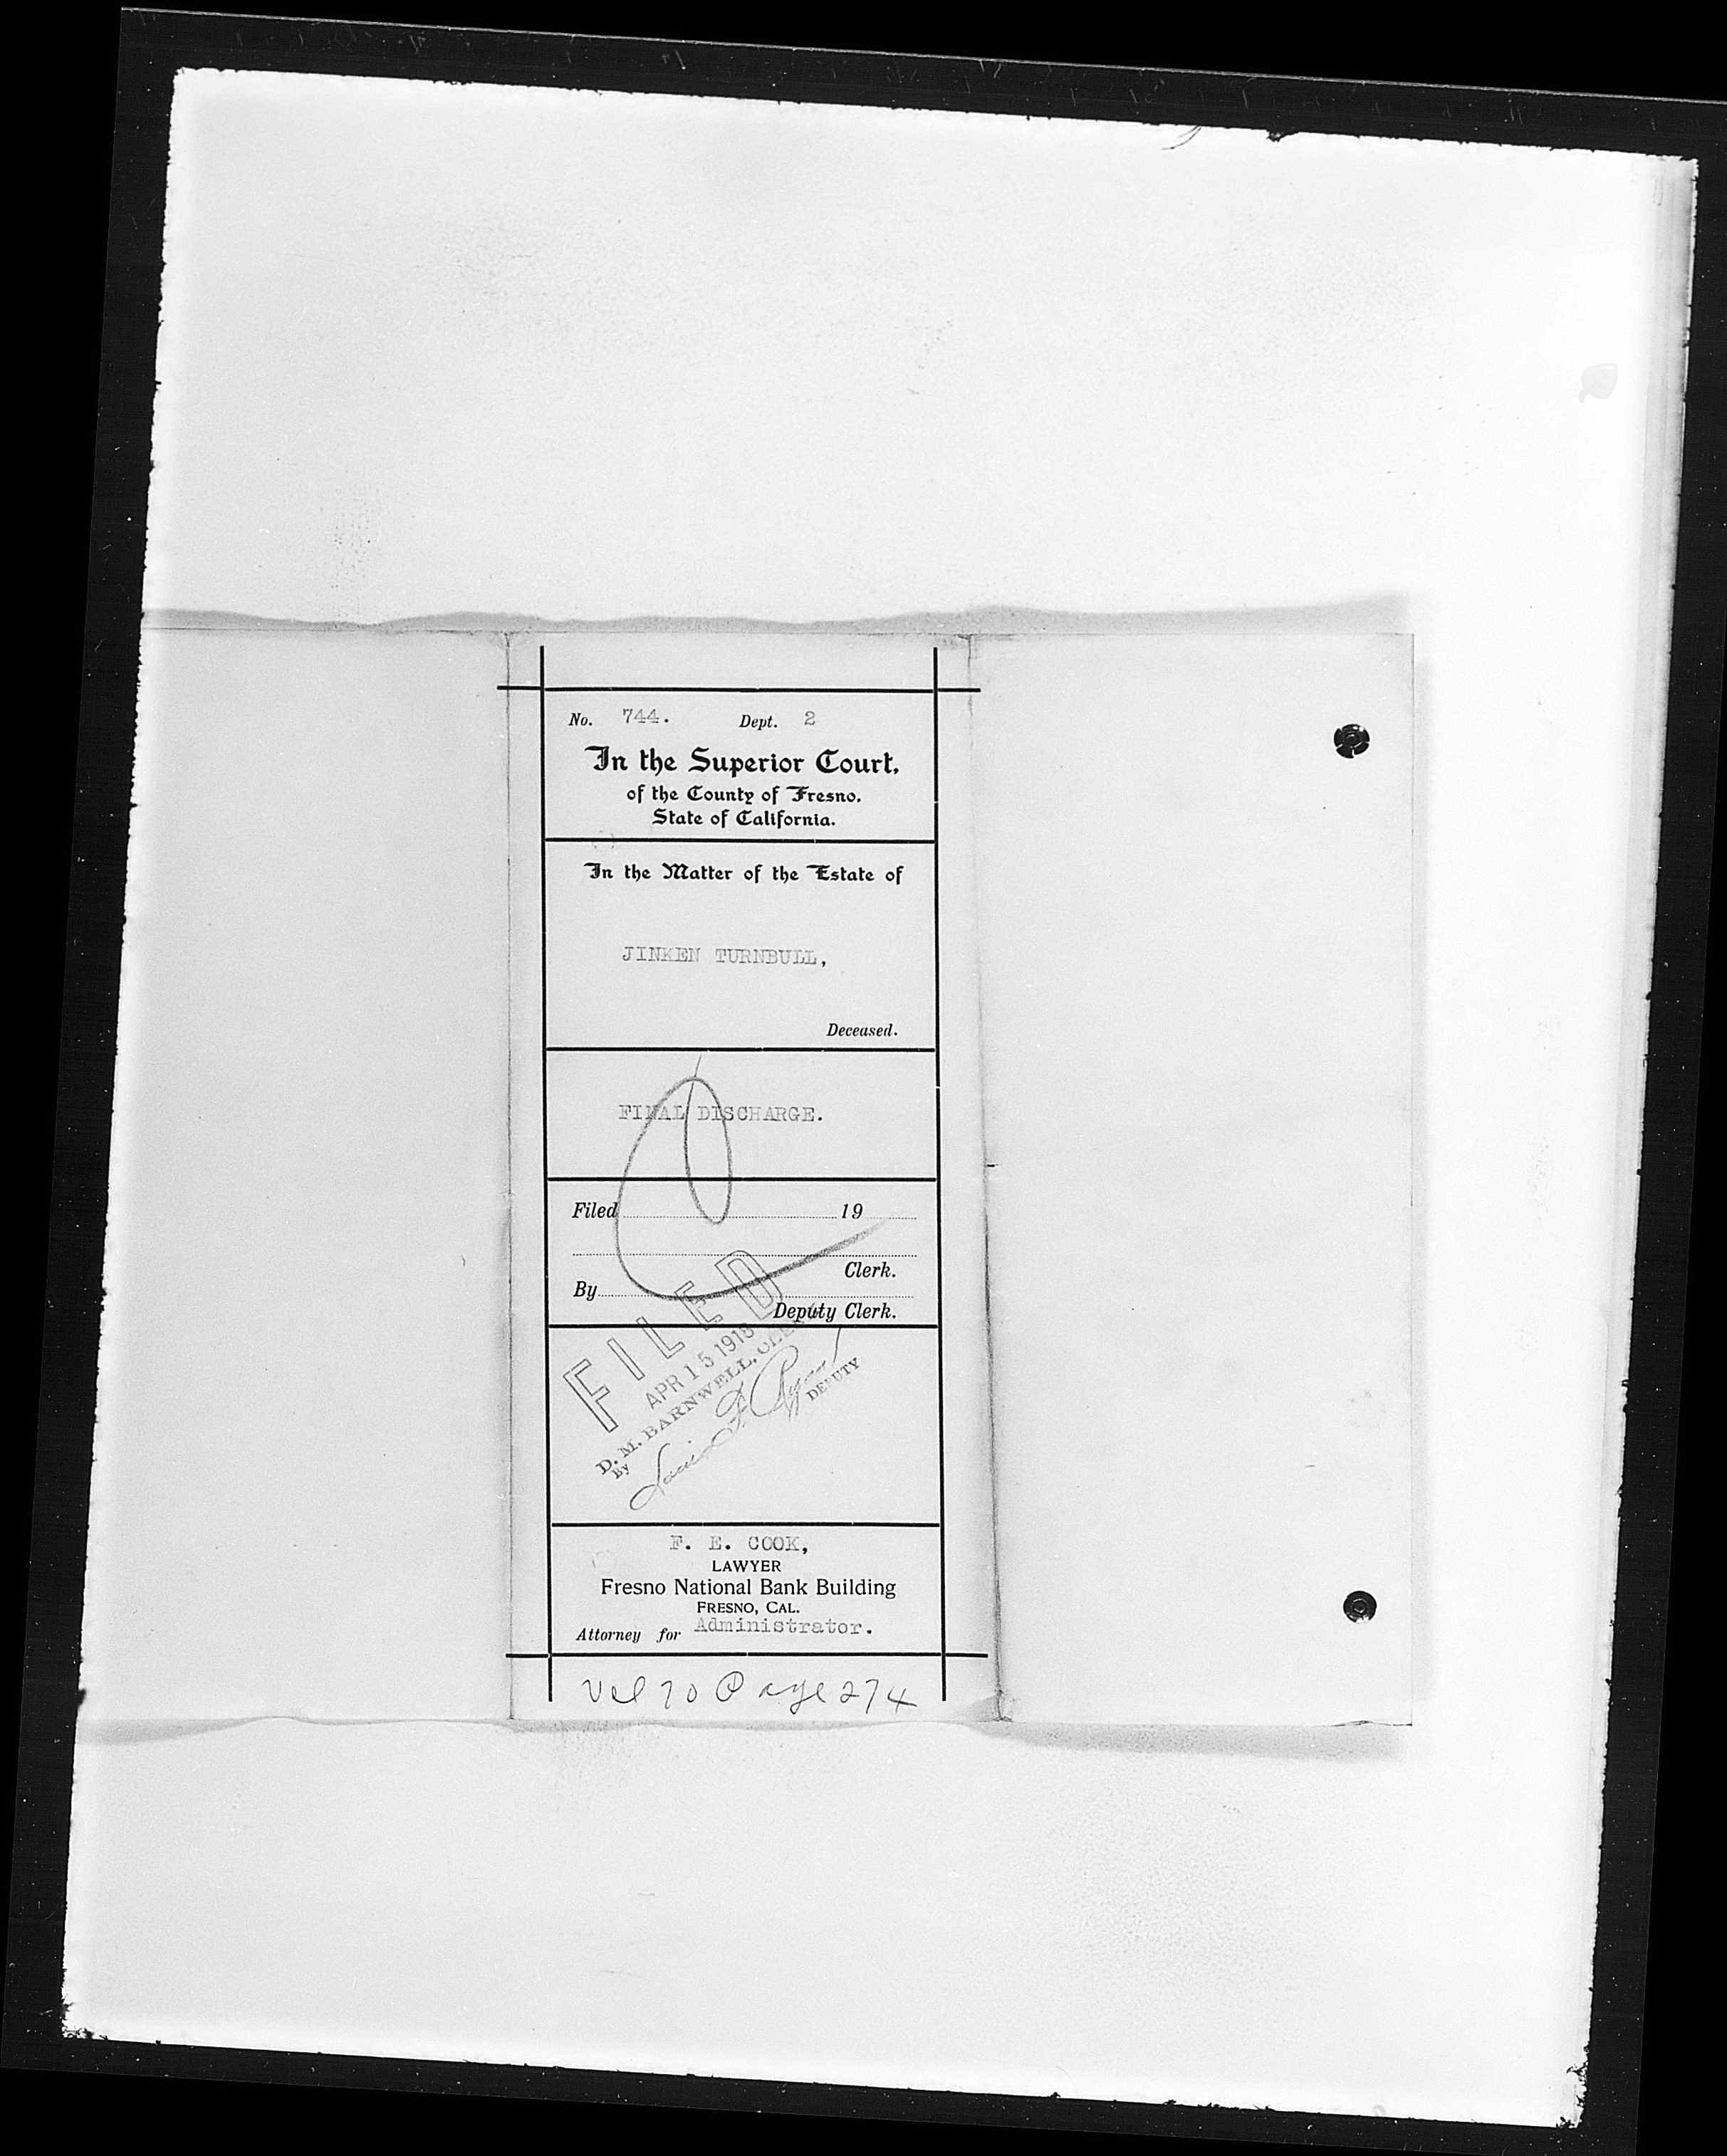 No. 744. Dept. 2
In the Superior Court,
of the County of Fresno,
State of California.
In the Matter of the Estate of
JINKEN TURNBULL,
Deceased.
FINAL DISCHARGE.
Filed 19
Clerk.
By
Deputy Clerk.
FILED
APR 15 1918
D. M. BARNWELL, CLERK
By DEPUTY
F. E. COOK,
LAWYER
Fresno National Bank Building
FRESNO, CAL.
Attorney for Administrator.
Vol 70 Page 274